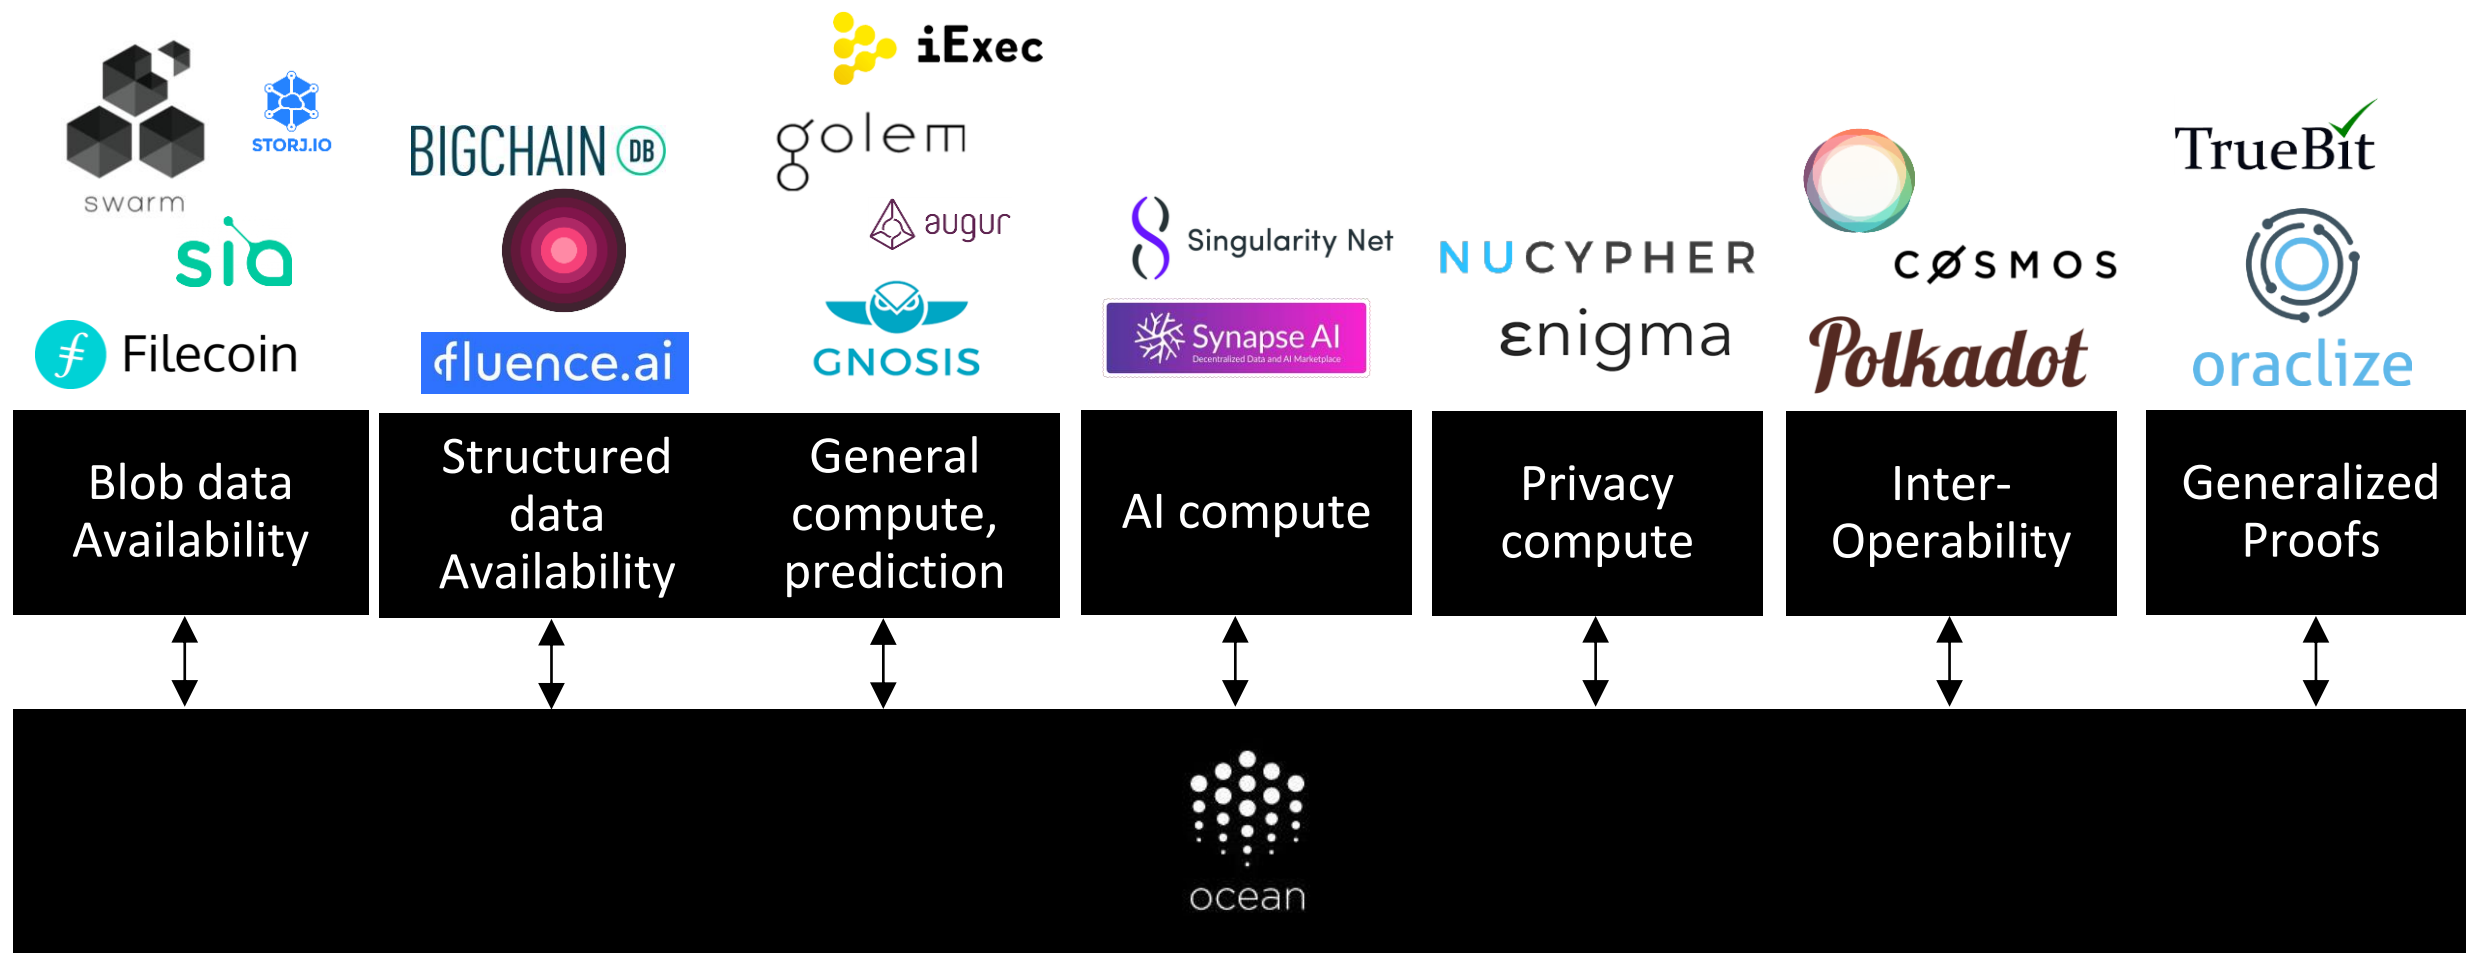 swarm
STORJ.IO
sia
Filecoin
BIGCHAIN DB
fluence.ai
iExec
golem
augur
GNOSIS
Singularity Net
Synapse AI
Decentralized Data and AI Marketplace
NUCYPHER
enigma
CØSMOS
Polkadot
TrueBit
oraclize
Blob data
Availability
Structured
data
Availability
General
compute,
prediction
AI compute
Privacy
compute
Inter-
Operability
Generalized
Proofs
ocean